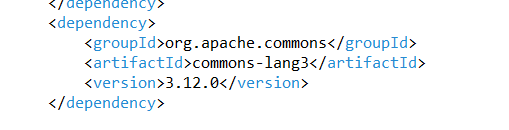 </dependency>
<dependency>
<groupId>org.apache.commons</groupId>
<artifactId>commons-lang3</artifactId>
<version>3.12.0</version>
</dependency>